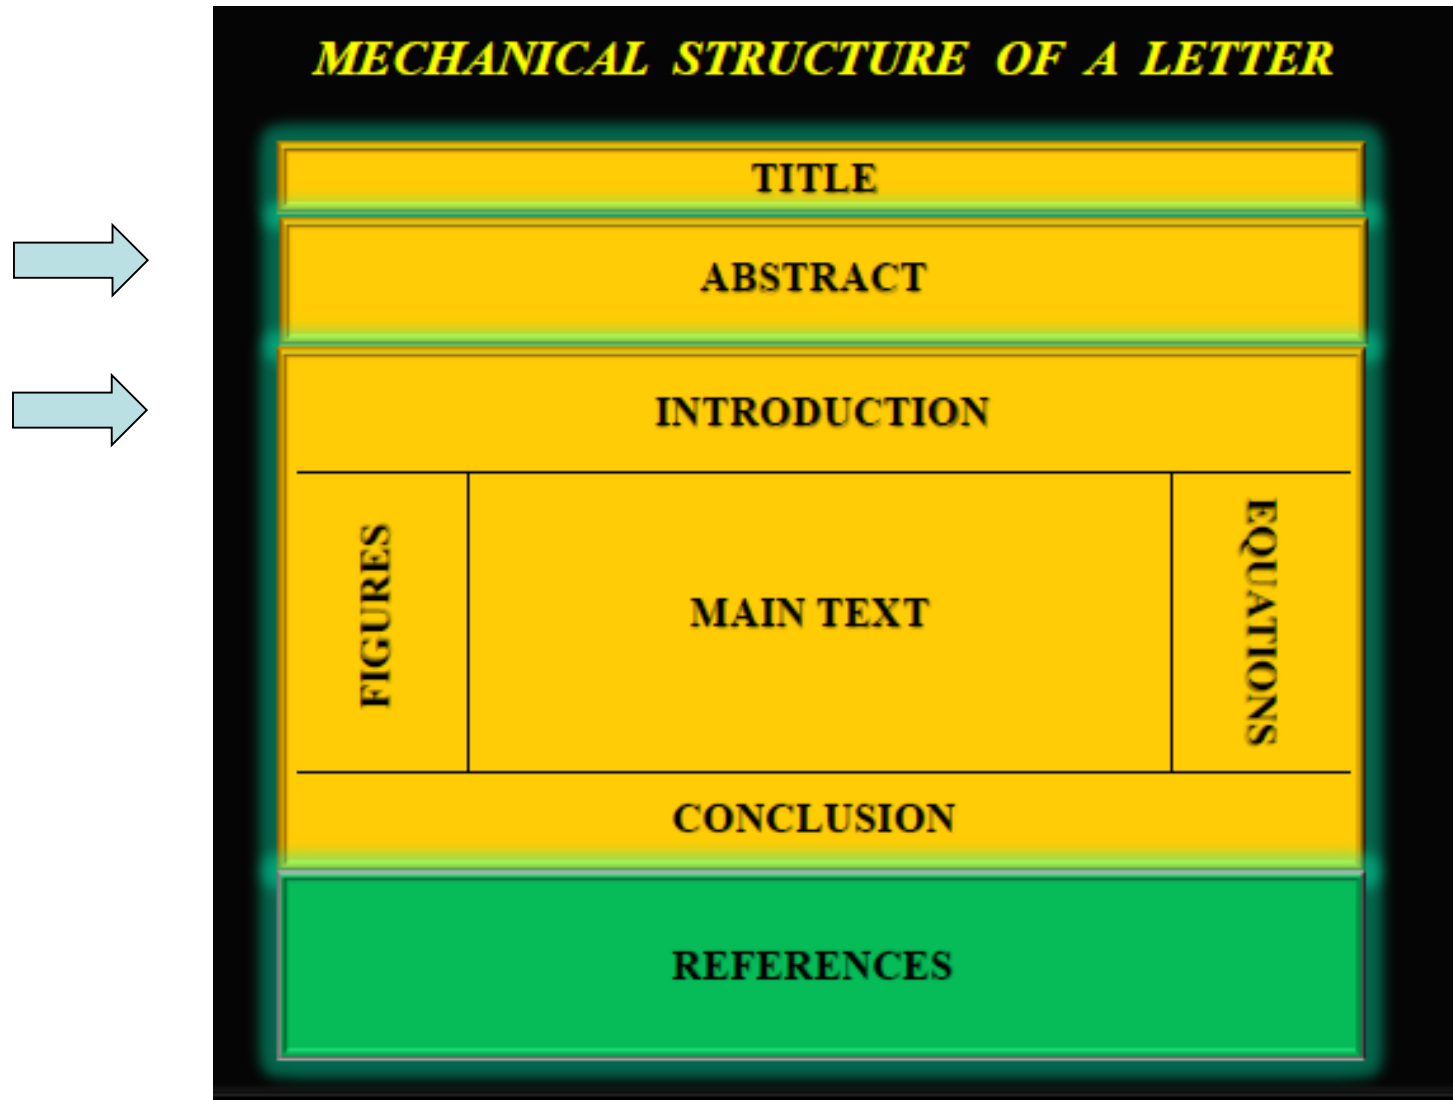 MECHANICAL STRUCTURE OF A LETTER
TITLE
ABSTRACT
INTRODUCTION
FIGURES
MAIN TEXT
EQUATIONS
CONCLUSION
REFERENCES